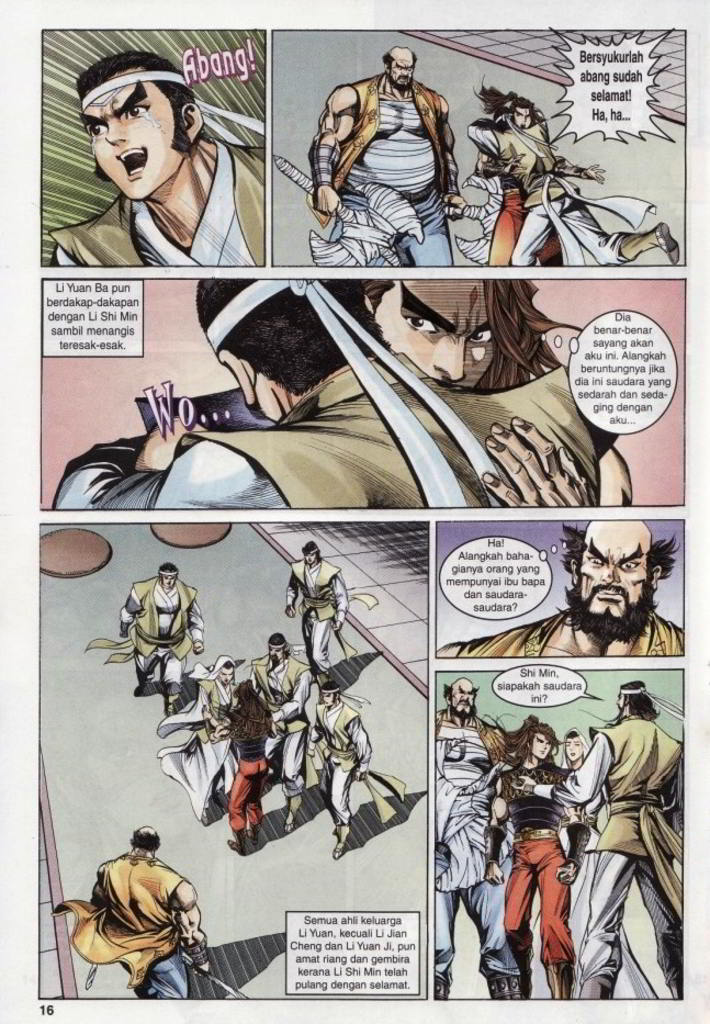 Abang!
Bersyukurlah
abang sudah
selamat!
Ha, ha...
Li Yuan Ba pun
berdakap-dakapan
dengan Li Shi Min
sambil menangis
teresak-esak.
Wo...
Dia
benar-benar
sayang akan
aku ini. Alangkah
beruntungnya jika
dia ini saudara yang
sedarah dan seda-
ging dengan
aku...
Semua ahli keluarga
Li Yuan, kecuali Li Jian
Cheng dan Li Yuan Ji, pun
amat riang dan gembira
kerana Li Shi Min telah
pulang dengan selamat.
Ha!
Alangkah baha-
gianya orang yang
mempunyai ibu bapa
dan saudara-
saudara?
Shi Min,
siapakah saudara
ini?
16